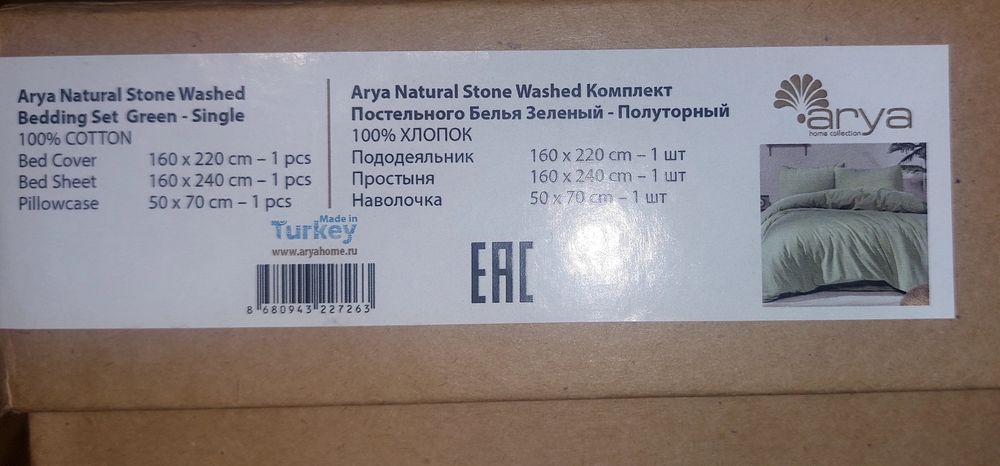 Arya Natural Stone Washed
Bedding Set Green - Single
100% COTTON
Bed Cover 160 x 220 cm – 1 pcs
Bed Sheet 160 x 240 cm – 1 pcs
Pillowcase 50 x 70 cm – 1 pcs
Made in
Turkey
www.aryahome.ru
8 680943 227263
Arya Natural Stone Washed Комплект
Постельного Белья Зеленый - Полуторный
100% ХЛОПОК
Пододеяльник 160 x 220 cm – 1 шт
Простыня 160 x 240 cm – 1 шт
Наволочка 50 x 70 cm – 1 шт
EAC
arya
home collection